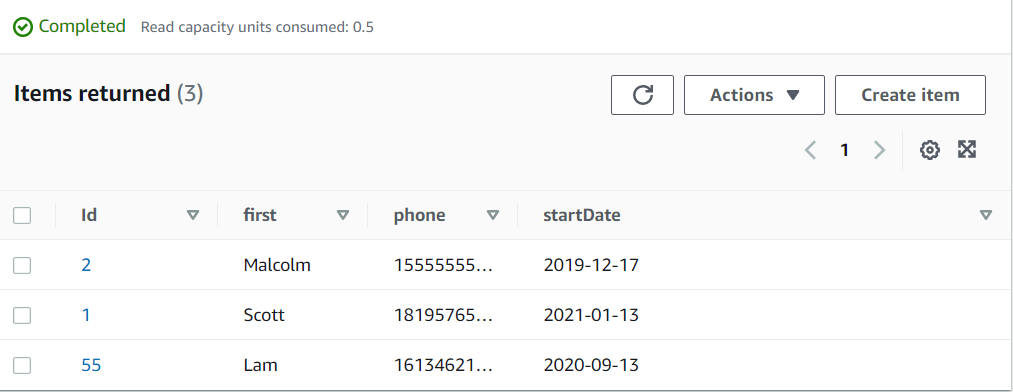 Completed Read capacity units consumed: 0.5
Items returned (3) Actions Create item
1
Id first phone startDate
2 Malcolm 15555555... 2019-12-17
1 Scott 18195765... 2021-01-13
55 Lam 16134621... 2020-09-13